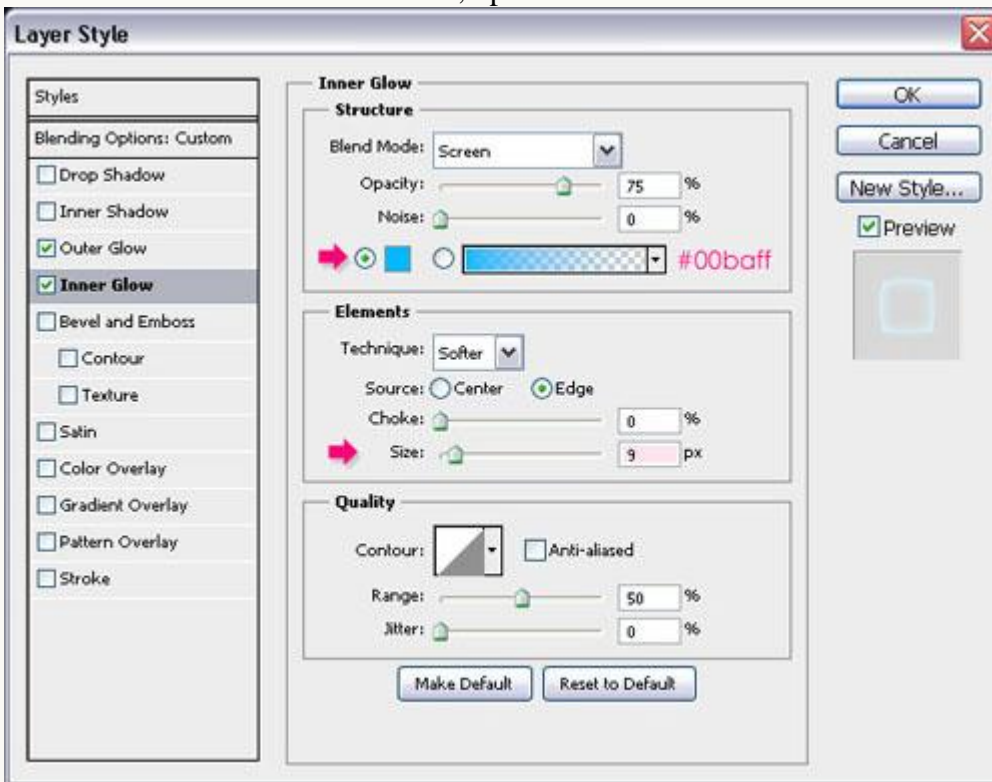 Layer Style
Styles
Blending Options: Custom
Drop Shadow
Inner Shadow
Outer Glow
Inner Glow
Bevel and Emboss
Contour
Texture
Satin
Color Overlay
Gradient Overlay
Pattern Overlay
Stroke
Inner Glow
Structure
Blend Mode: Screen
Opacity: 75 %
Noise: 0 %
#00baff
Elements
Technique: Softer
Source: Center Edge
Choke: 0 %
Size: 9 px
Quality
Contour: Anti-aliased
Range: 50 %
Jitter: 0 %
Make Default Reset to Default
OK
Cancel
New Style...
Preview